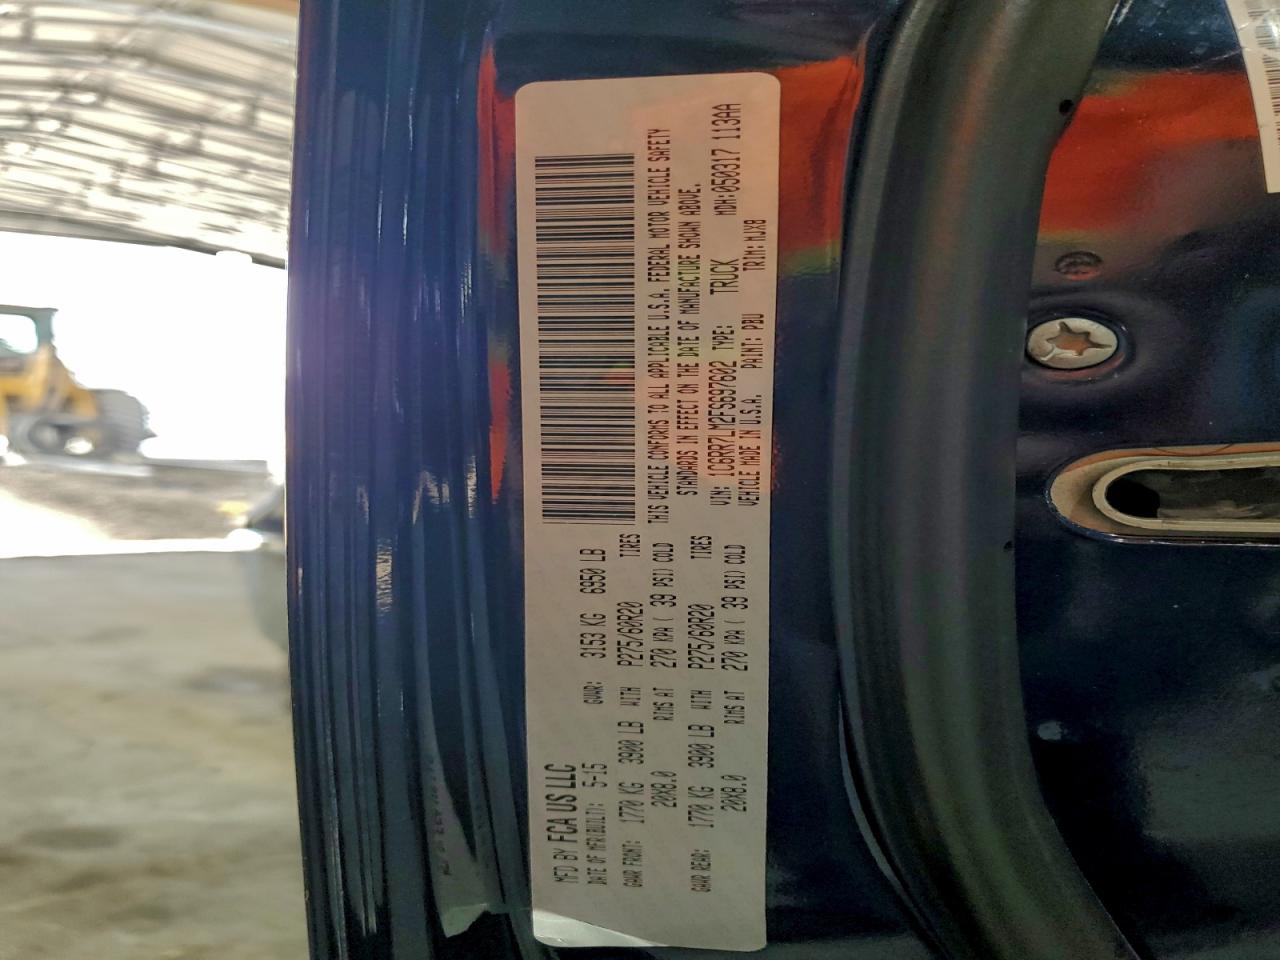 MFD BY FCA US LLC
DATE OF MFR(BUILT): 5-15 GVWR: 3153 KG 6950 LB
GAWR FRONT: 1770 KG 3900 LB WITH P275/60R20 TIRES
20X8.0 RIMS AT 270 KPA ( 39 PSI) COLD
GAWR REAR: 1770 KG 3900 LB WITH P275/60R20 TIRES
20X8.0 RIMS AT 270 KPA ( 39 PSI) COLD
THIS VEHICLE CONFORMS TO ALL APPLICABLE U.S.A. FEDERAL MOTOR VEHICLE SAFETY
STANDARDS IN EFFECT ON THE DATE OF MANUFACTURE SHOWN ABOVE.
VIN: 1C6RR7LM2FS697602 TYPE: TRUCK MDH:050317 113AA
VEHICLE MADE IN U.S.A. PAINT: PBU TRIM: MJX8